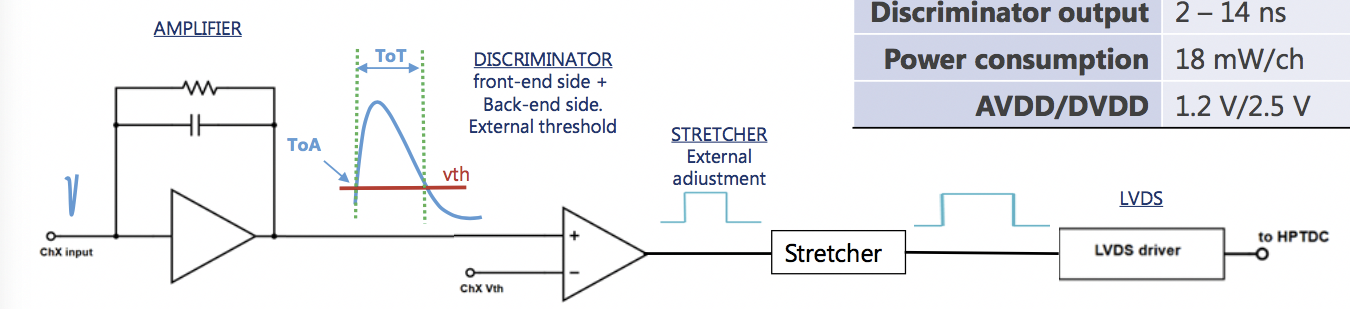 Discriminator output 2 – 14 ns
Power consumption 18 mW/ch
AVDD/DVDD 1.2 V/2.5 V
AMPLIFIER
ToT
DISCRIMINATOR
front-end side +
Back-end side.
External threshold
ToA
vth
STRETCHER
External
adiustment
LVDS
ChX input
+
−
ChX Vth
Stretcher
LVDS driver
to HPTDC